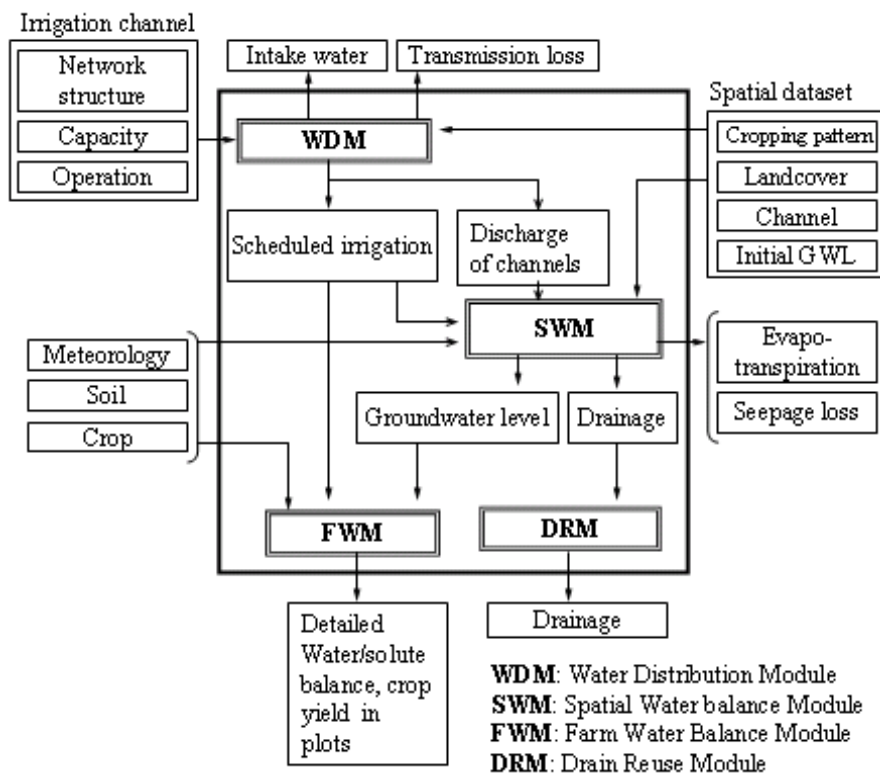 Irrigation channel
Network
structure
Capacity
Operation
Intake water
Transmission loss
Spatial dataset
Cropping pattern
Landcover
Channel
Initial GWL
WDM
Scheduled irrigation
Discharge
of channels
SWM
Meteorology
Soil
Crop
Evapo-
transpiration
Seepage loss
Groundwater level
Drainage
FWM
DRM
Detailed
Water/solute
balance, crop
yield in
plots
Drainage
WDM: Water Distribution Module
SWM: Spatial Water balance Module
FWM: Farm Water Balance Module
DRM: Drain Reuse Module